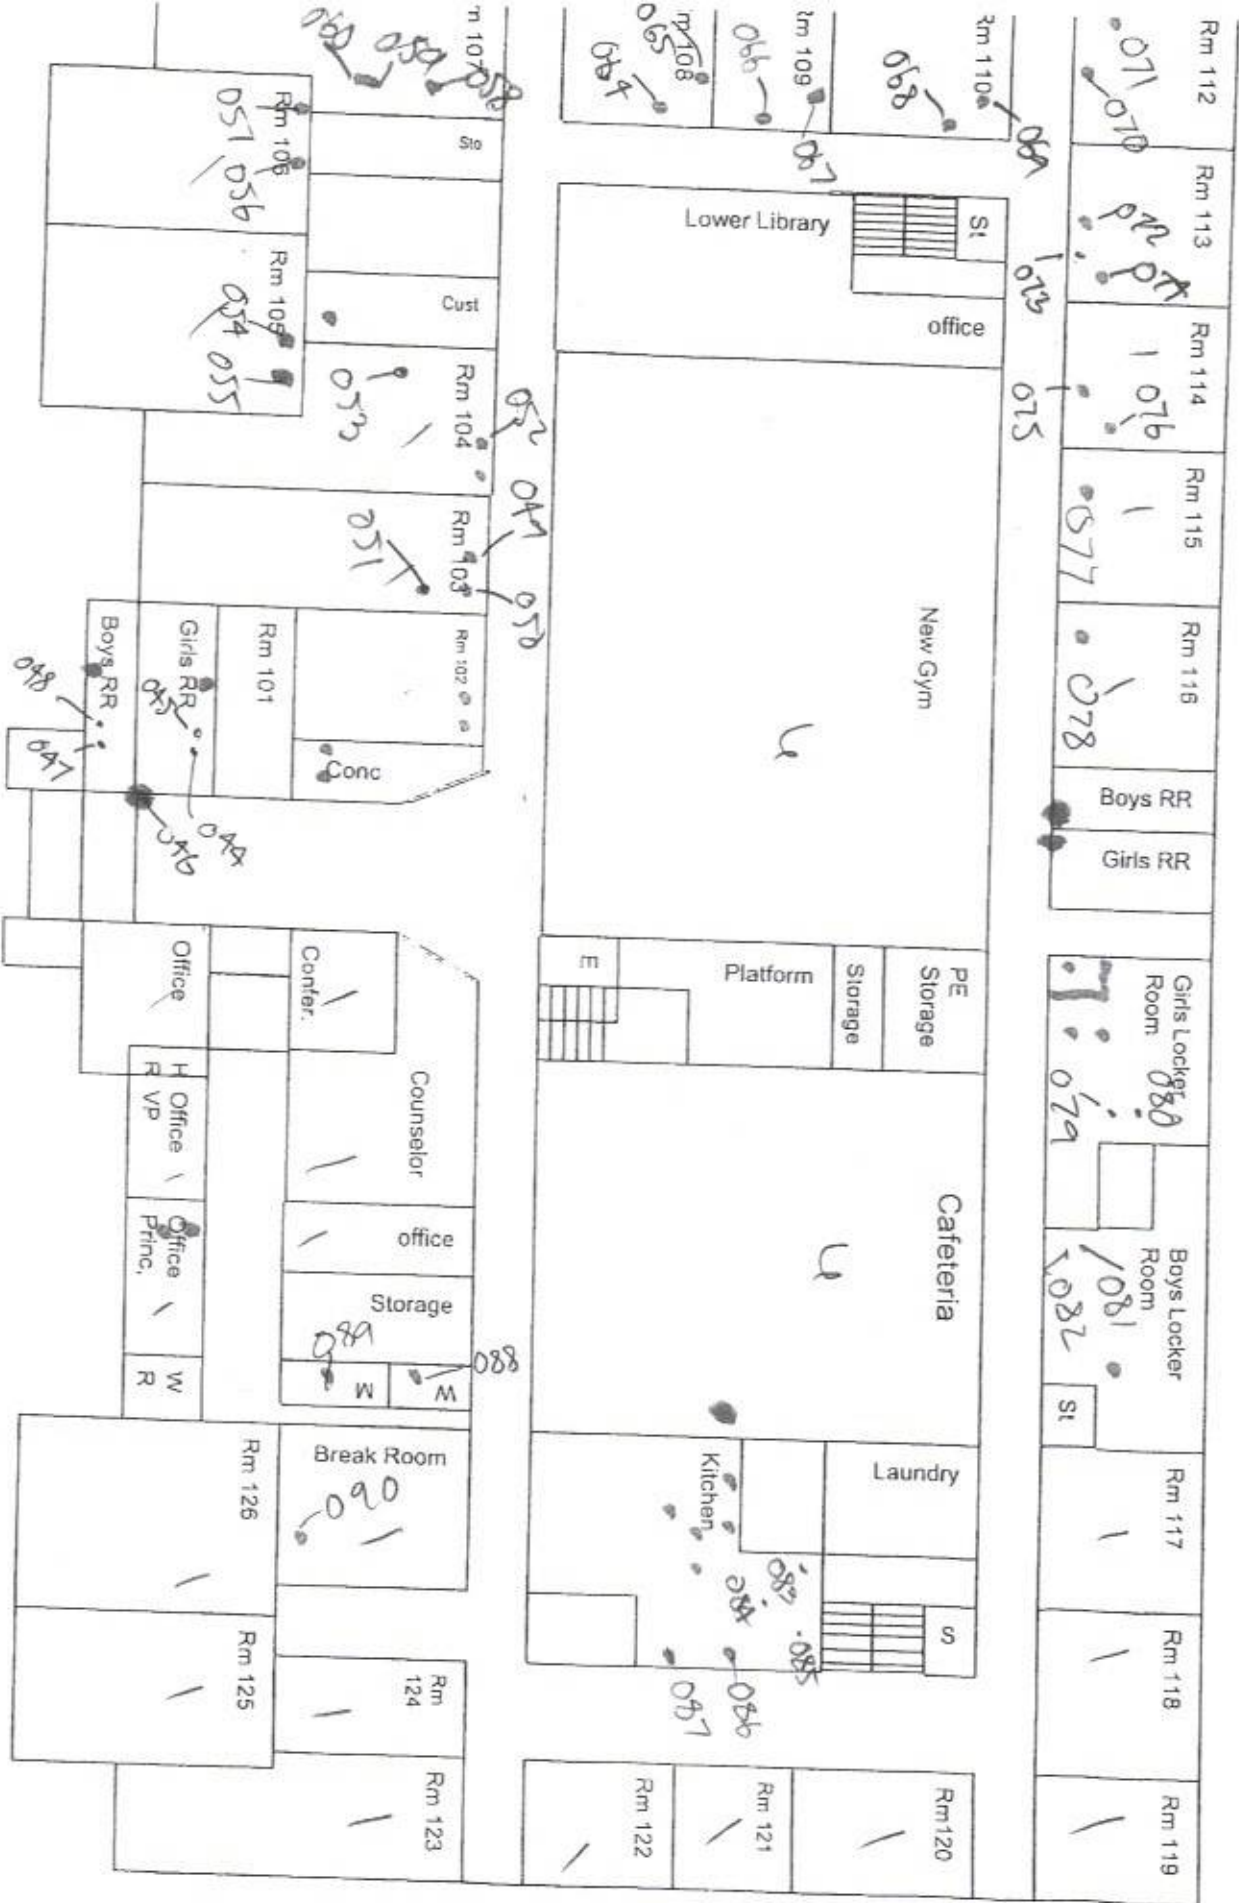 Rm 112
071
070
Rm 113
072
074
073
Rm 114
076
075
Rm 115
077
Rm 116
078
Boys RR
Girls RR
Girls Locker
Room
080
079
Boys Locker
Room
081
082
St
Rm 117
Rm 118
Rm 119
Rm 110
068
069
m 109
066
067
m 108
065
064
Lower Library
St
office
New Gym
PE
Storage
Storage
Platform
E
Cafeteria
Laundry
Kitchen
083
084
085
086
087
S
Rm120
Rm 121
Rm 122
m 107
060
059
058
Sto
Rm 106
057
056
Cust
Rm 105
054
055
Rm 104
052
053
Rm 103
049
050
051
Rm 102
Conc
Rm 101
Girls RR
045
044
Boys RR
048
047
046
Office
Confer.
Counselor
H
R
Office
VP
office
Office
Princ,
Storage
089
088
M
W
W
R
Break Room
090
Rm 126
Rm 125
Rm
124
Rm 123